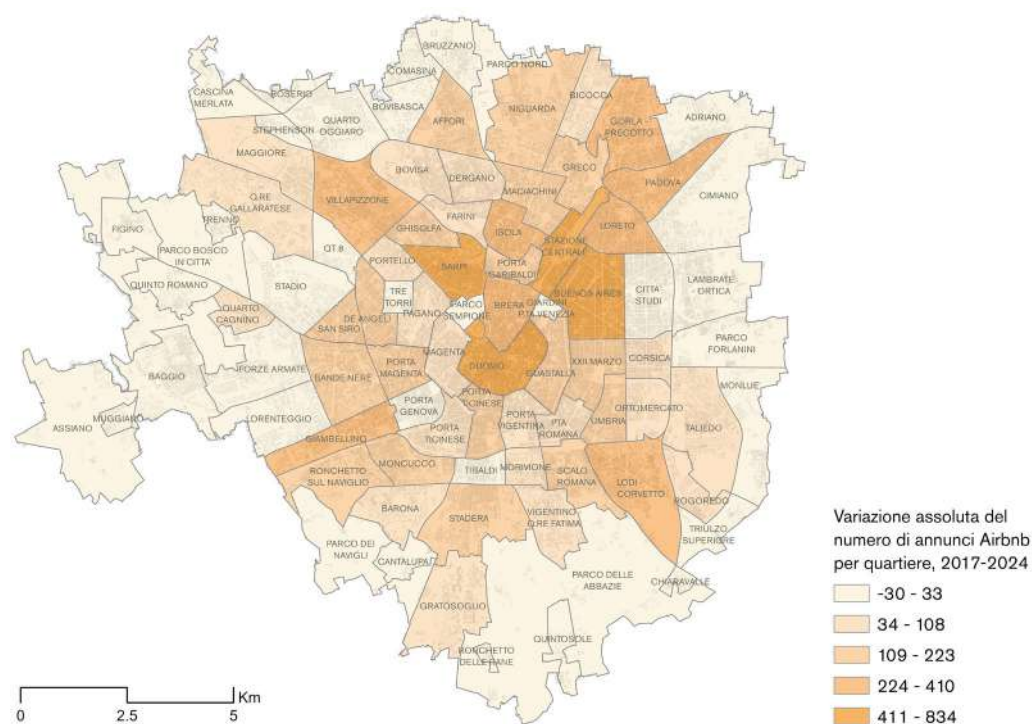 BRUZZANO
COMASINA
PARCO NORD
CASCINA
MERLATA
ROSERIO
BOVISASCA
QUARTO
OGGIARO
STEPHENSON
AFFORI
NIGUARDA
BICOCCA
GORLA
PRECOTTO
ADRIANO
MAGGIORE
BOVISA
DERGANO
GRECO
PADOVA
CIMIANO
Q.RE
GALLARATESE
VILLAPIZZONE
MACIACHINI
TRENNO
FARINI
GHISOLFA
ISOLA
STAZIONE
CENTRALE
LORETO
FIGINO
PARCO BOSCO
IN CITTA'
QT 8
PORTELLO
SARPI
PORTA
GARIBALDI
QUINTO ROMANO
STADIO
TRE
TORRI
PARCO
SEMPIONE
BRERA
GIARDINI
P.TA VENEZIA
BUENOS AIRES
CITTA'
STUDI
LAMBRATE
-ORTICA
QUARTO
CAGNINO
SAN SIRO
DE ANGELI
PAGANO
MAGENTA
DUOMO
GUASTALLA
XXII MARZO
CORSICA
PARCO
FORLANINI
BAGGIO
FORZE ARMATE
BANDE NERE
PORTA
MAGENTA
MONLUE'
MUGGIANO
ASSIANO
LORENTEGGIO
PORTA
GENOVA
PORTA
TICINESE
PORTA
TICINESE
PORTA
VIGENTINA
P.TA
ROMANA
UMBRIA
ORTOMERCATO
TALIEDO
GIAMBELLINO
RONCHETTO
SUL NAVIGLIO
MONCUCCO
TIBALDI
MORIVIONE
SCALO
ROMANA
LODI
CORVETTO
ROGOREDO
BARONA
STADERA
VIGENTINO
Q.RE FATIMA
TRIULZO
SUPERIORE
PARCO DEI
NAVIGLI
CANTALUPA
PARCO DELLE
ABBAZIE
CHIARAVALLE
GRATOSOGLIO
QUINTOSOLE
RONCHETTO
DELLE RANE
Variazione assoluta del
numero di annunci Airbnb
per quartiere, 2017-2024
-30 - 33
34 - 108
109 - 223
224 - 410
411 - 834
0 2.5 5 Km